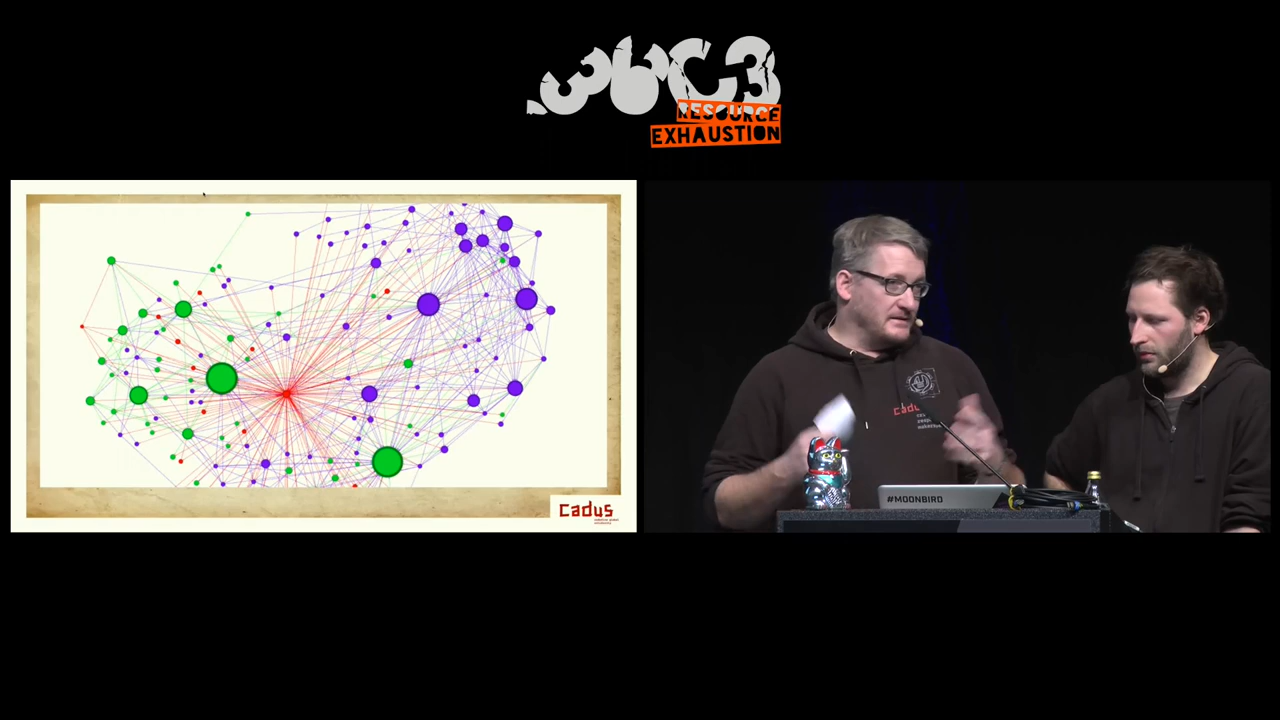 36C3
RESOURCE
EXHAUSTION
cadus
cadus
#MOONBIRD